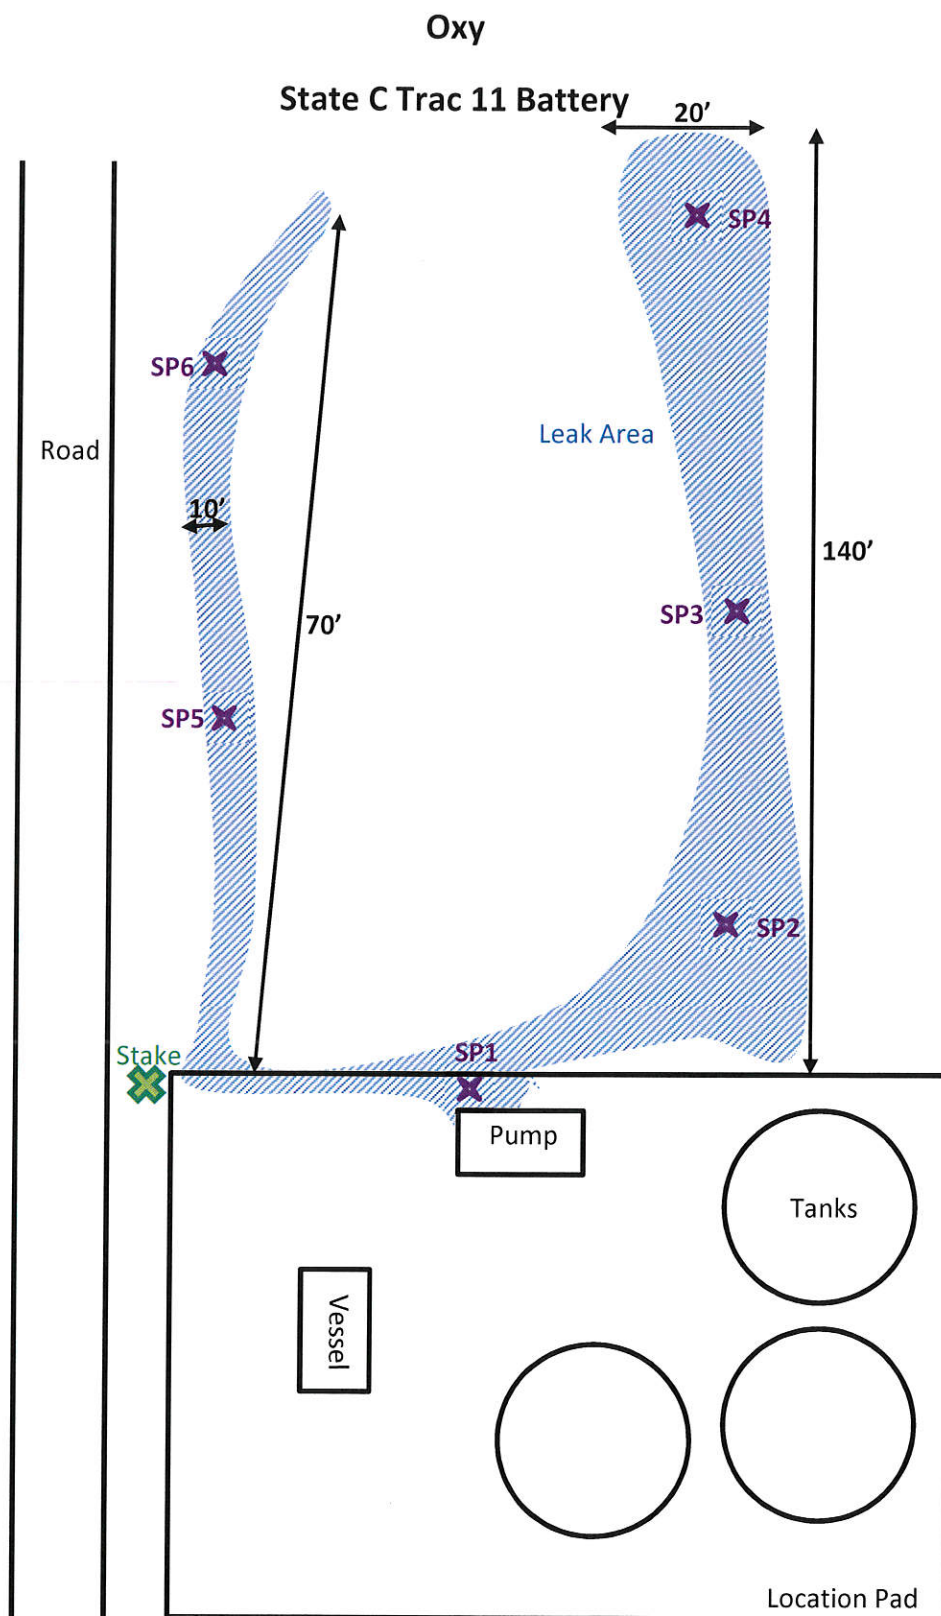 Oxy
State C Trac 11 Battery
20’
SP4
SP6
Leak Area
Road
10’
140’
SP3
70’
SP5
SP2
Stake
SP1
Pump
Tanks
Vessel
Location Pad